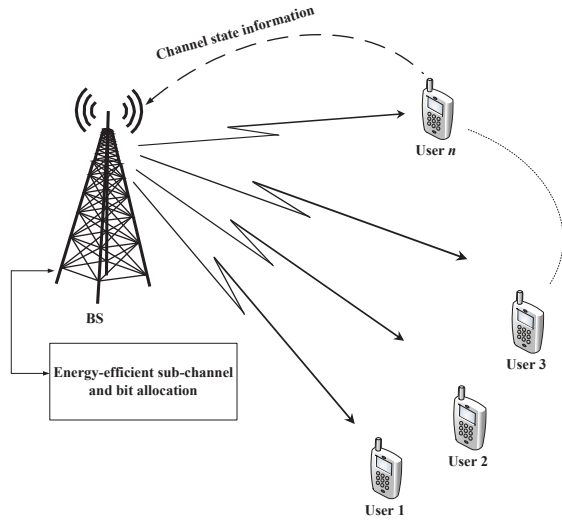 Channel state information
User n
BS
User 3
Energy-efficient sub-channel
and bit allocation
User 2
User 1